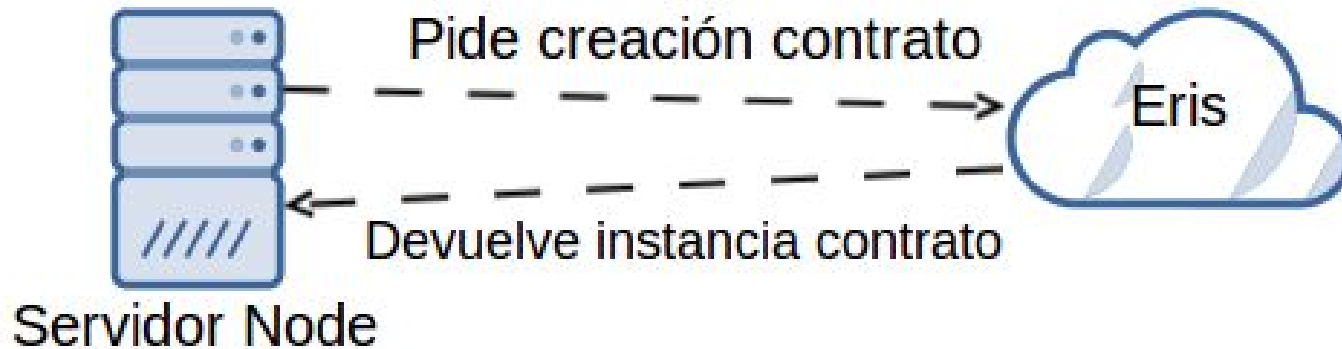 Pide creación contrato
Eris
Devuelve instancia contrato
Servidor Node